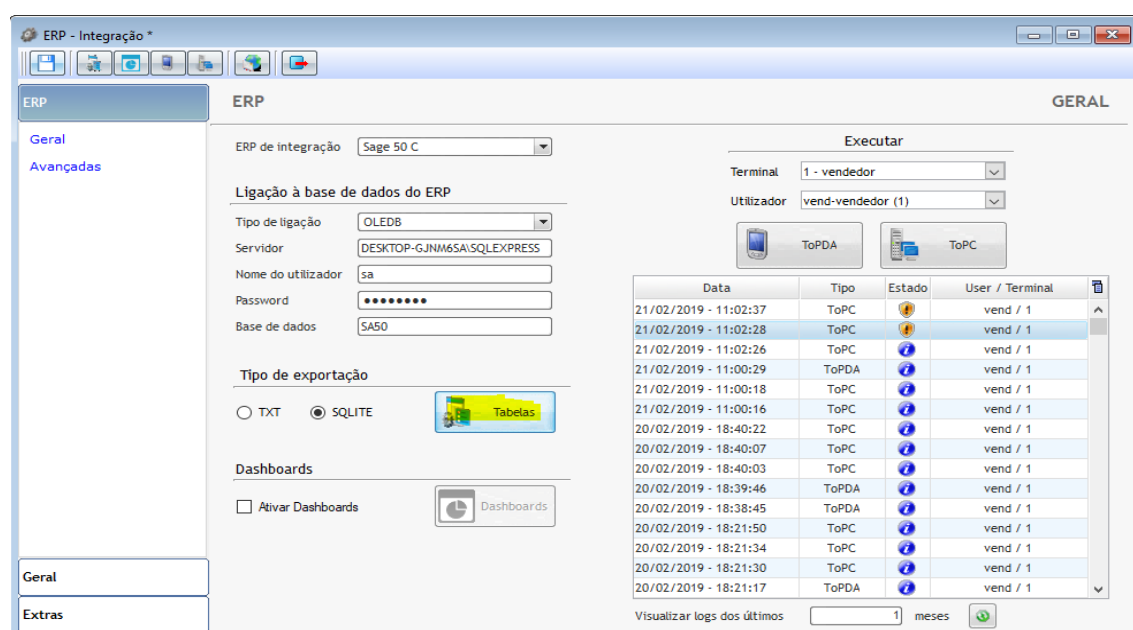 ERP - Integração *
ERP
Geral
Avançadas
Geral
Extras
ERP
GERAL
ERP de integração Sage 50 C
Ligação à base de dados do ERP
Tipo de ligação OLEDB
Servidor DESKTOP-GJNM6SA\SQLEXPRESS
Nome do utilizador sa
Password ••••••••
Base de dados SA50
Tipo de exportação
TXT SQLITE Tabelas
Dashboards
Ativar Dashboards Dashboards
Executar
Terminal 1 - vendedor
Utilizador vend-vendedor (1)
ToPDA ToPC
Data Tipo Estado User / Terminal
21/02/2019 - 11:02:37 ToPC vend / 1
21/02/2019 - 11:02:28 ToPC vend / 1
21/02/2019 - 11:02:26 ToPC vend / 1
21/02/2019 - 11:00:29 ToPDA vend / 1
21/02/2019 - 11:00:18 ToPC vend / 1
21/02/2019 - 11:00:16 ToPC vend / 1
20/02/2019 - 18:40:22 ToPC vend / 1
20/02/2019 - 18:40:07 ToPC vend / 1
20/02/2019 - 18:40:03 ToPC vend / 1
20/02/2019 - 18:39:46 ToPDA vend / 1
20/02/2019 - 18:38:45 ToPDA vend / 1
20/02/2019 - 18:21:50 ToPC vend / 1
20/02/2019 - 18:21:34 ToPC vend / 1
20/02/2019 - 18:21:30 ToPC vend / 1
20/02/2019 - 18:21:17 ToPDA vend / 1
Visualizar logs dos últimos 1 meses